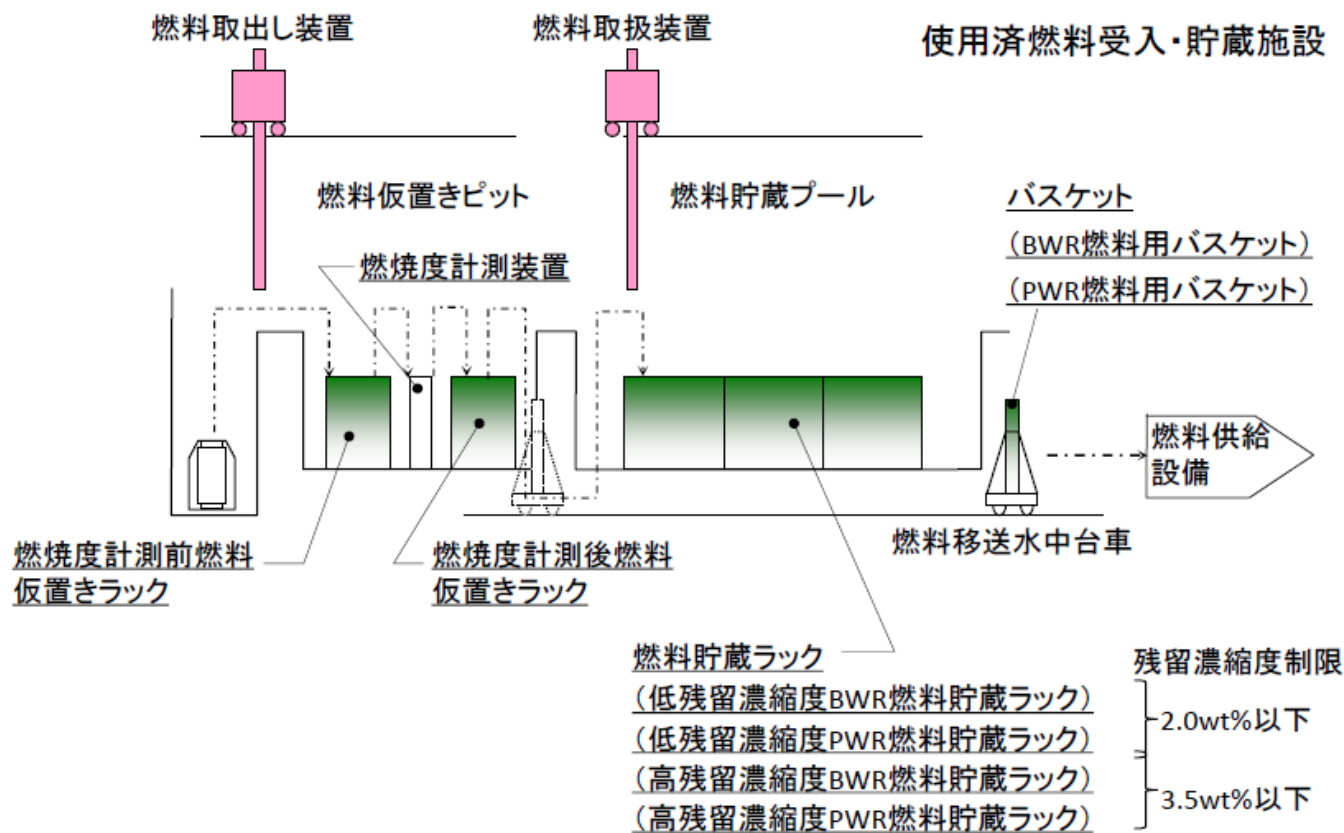 燃料取出し装置
燃料取扱装置
使用済燃料受入・貯蔵施設
燃料仮置きピット
燃料貯蔵プール
バスケット
（BWR燃料用バスケット）
（PWR燃料用バスケット）
燃焼度計測装置
燃料供給
設備
燃料移送水中台車
燃焼度計測前燃料
仮置きラック
燃焼度計測後燃料
仮置きラック
燃料貯蔵ラック
（低残留濃縮度BWR燃料貯蔵ラック）
（低残留濃縮度PWR燃料貯蔵ラック）
（高残留濃縮度BWR燃料貯蔵ラック）
（高残留濃縮度PWR燃料貯蔵ラック）
残留濃縮度制限
2.0wt%以下
3.5wt%以下